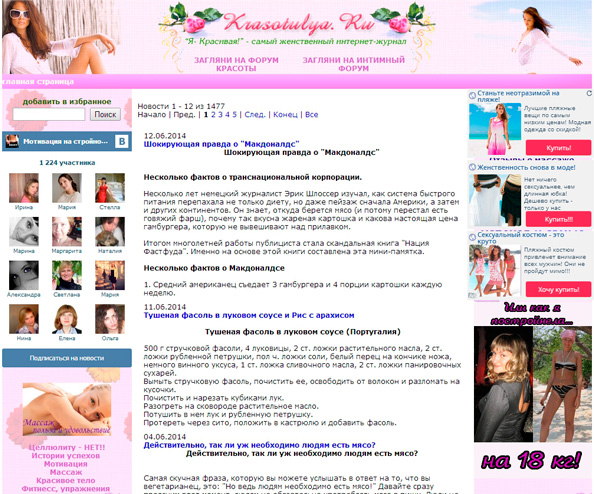 Krasotulya.Ru
"Я- Красивая!" - самый женственный интернет-журнал
ЗАГЛЯНИ НА ФОРУМ КРАСОТЫ
ЗАГЛЯНИ НА ИНТИМНЫЙ ФОРУМ
главная страница
добавить в избранное
Поиск
Мотивация на стройно...
1 224 участника
Ирина Мария Стелла
Марина Маргарита Наталия
Александра Светлана Мария
Нина Елена Ольга
Подписаться на новости
Массаж
польза и удовольствие
Целлюлиту - НЕТ!!
Истории успехов
Мотивация
Массаж
Красивое тело
Фитнесс, упражнения
Новости 1 - 12 из 1477
Начало | Пред. | 1 2 3 4 5 | След. | Конец | Все
12.06.2014
Шокирующая правда о "Макдоналдс"
Шокирующая правда о "Макдоналдс"
Несколько фактов о транснациональной корпорации.
Несколько лет немецкий журналист Эрик Шлоссер изучал, как система быстрого
питания перепахала не только диету, но даже пейзаж сначала Америки, а затем
и других континентов. Он знает, откуда берется мясо (и потому перестал есть
говяжий фарш), почему так вкусна жареная картошка и какова настоящая цена
гамбургера, которую не вывешивают над прилавком.
Итогом многолетней работы публициста стала скандальная книга "Нация
Фастфуда". Именно на основе этой книги составлена эта мини-памятка.
Несколько фактов о Макдоналдсе
1. Средний американец съедает 3 гамбургера и 4 порции картошки каждую
неделю.
11.06.2014
Тушеная фасоль в луковом соусе и Рис с арахисом
Тушеная фасоль в луковом соусе (Португалия)
500 г стручковой фасоли, 4 луковицы, 2 ст. ложки растительного масла, 2 ст.
ложки рубленной петрушки, пол ч. ложки соли, белый перец на кончике ножа,
немного винного уксуса, 1 ст. ложка сливочного масла, 2 ст. ложки панировочных
сухарей.
Вымыть стручковую фасоль, почистить ее, освободить от волокон и разломать на
кусочки.
Почистить и нарезать кубиками лук.
Разогреть на сковороде растительное масло.
Потушить в нем лук и рубленную петрушку.
Протереть через сито, положить в кастрюлю и добавить фасоль.
04.06.2014
Действительно, так ли уж необходимо людям есть мясо?
Действительно, так ли уж необходимо людям есть мясо?
Самая скучная фраза, которую вы можете услышать в ответ на то, что вы
вегетарианец, это: "Но ведь людям необходимо есть мясо!" Давайте сразу
Станьте неотразимой на пляже!
Лучшие пляжные
вещи по самым
низким ценам! Модная
одежда со скидкой!
Купить!
Женственность снова в моде!
Нет ничего
сексуальнее, чем
длинная юбка!
Дешево купить -
только у нас
Купить!!!
Сексуальный костюм - это круто
Пляжный костюм
привлечет внимание
всех мужчин! Они не
пройдут мимо!!!
Хочу купить!
Или как я
постройнела...
на 18 кг!